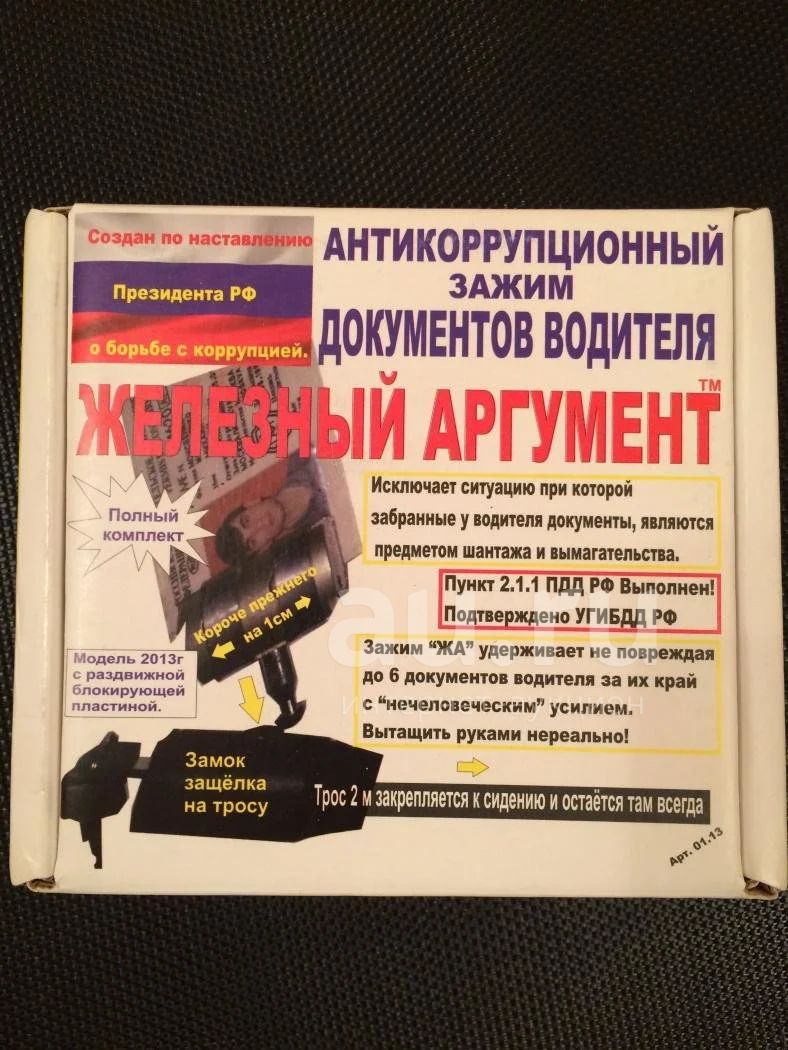 Создан по наставлению
Президента РФ
о борьбе с коррупцией.
АНТИКОРРУПЦИОННЫЙ
ЗАЖИМ
ДОКУМЕНТОВ ВОДИТЕЛЯ
ЖЕЛЕЗНЫЙ АРГУМЕНТ™
Полный
комплект
Исключает ситуацию при которой
забранные у водителя документы, являются
предметом шантажа и вымагательства.
Пункт 2.1.1 ПДД РФ Выполнен!
Подтверждено УГИБДД РФ
Короче прежнего
на 1см
au.ru
Модель 2013г
с раздвижной
блокирующей
пластиной.
Зажим “ЖА” удерживает не повреждая
до 6 документов водителя за их край
с “нечеловеческим” усилием.
Вытащить руками нереально!
Замок
защёлка
на тросу
Трос 2 м закрепляется к сидению и остаётся там всегда
Арт. 01.13